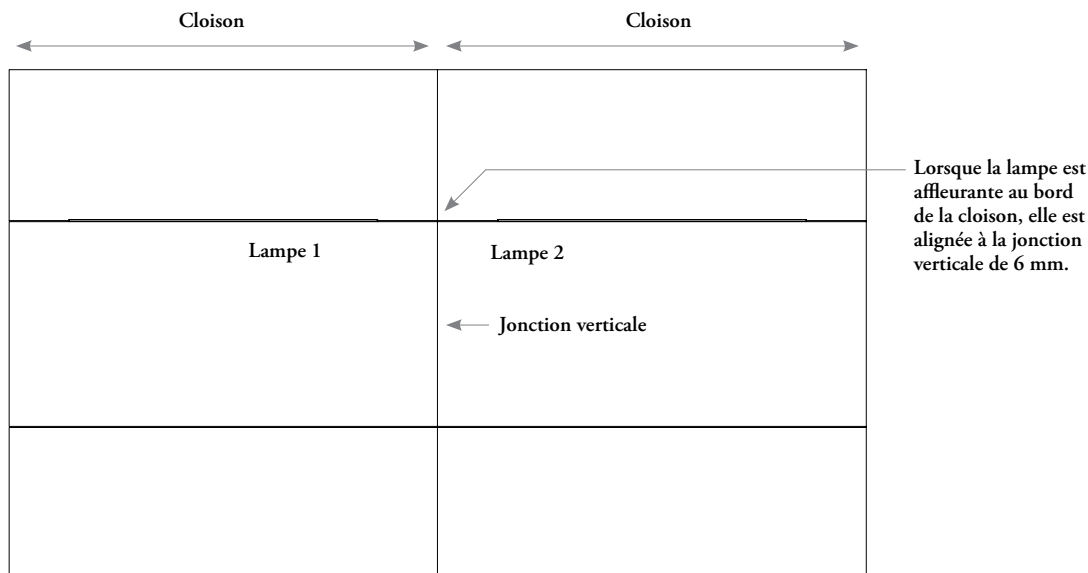 Cloison
Cloison
Lorsque la lampe est
affleurante au bord
de la cloison, elle est
alignée à la jonction
verticale de 6 mm.
Lampe 1
Lampe 2
Jonction verticale